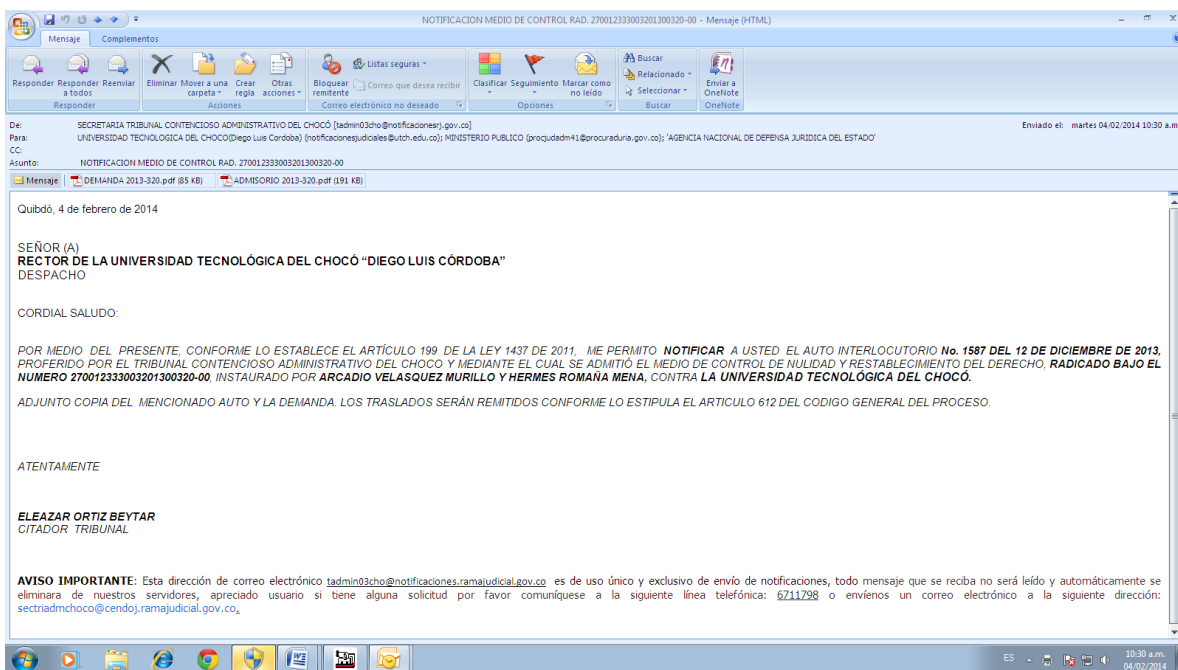 NOTIFICACION MEDIO DE CONTROL RAD. 27001233300320130​0320-00 - Mensaje (HTML)
Mensaje Complementos
Responder Responder a todos Reenviar
Eliminar Mover a una carpeta Crear regla Otras acciones
Bloquear remitente Listas seguras Correo que desea recibir
Clasificar Seguimiento Marcar como no leído
Buscar Relacionado Seleccionar
Enviar a OneNote
Responder Acciones Correo electrónico no deseado Opciones Buscar OneNote
De: SECRETARIA TRIBUNAL CONTENCIOSO ADMINISTRATIVO DEL CHOCÓ [tadmin03cho@notificacionesrj.gov.co] Enviado el: martes 04/02/2014 10:30 a.m
Para: UNIVERSIDAD TECNOLOGICA DEL CHOCO(Diego Luis Cordoba) (notificacionesjudiciales@utch.edu.co); MINISTERIO PUBLICO (procjudadm41@procuraduria.gov.co); 'AGENCIA NACIONAL DE DEFENSA JURIDICA DEL ESTADO'
CC:
Asunto: NOTIFICACION MEDIO DE CONTROL RAD. 270012333003201300320-00
Mensaje DEMANDA 2013-320.pdf (85 KB) ADMISORIO 2013-320.pdf (191 KB)
Quibdó, 4 de febrero de 2014
SEÑOR (A)
RECTOR DE LA UNIVERSIDAD TECNOLÓGICA DEL CHOCÓ “DIEGO LUIS CÓRDOBA”
DESPACHO
CORDIAL SALUDO:
POR MEDIO DEL PRESENTE, CONFORME LO ESTABLECE EL ARTÍCULO 199 DE LA LEY 1437 DE 2011, ME PERMITO NOTIFICAR A USTED EL AUTO INTERLOCUTORIO No. 1587 DEL 12 DE DICIEMBRE DE 2013,
PROFERIDO POR EL TRIBUNAL CONTENCIOSO ADMINISTRATIVO DEL CHOCO Y MEDIANTE EL CUAL SE ADMITIÓ EL MEDIO DE CONTROL DE NULIDAD Y RESTABLECIMIENTO DEL DERECHO, RADICADO BAJO EL
NUMERO 270012333003201300320-00, INSTAURADO POR ARCADIO VELASQUEZ MURILLO Y HERMES ROMAÑA MENA, CONTRA LA UNIVERSIDAD TECNOLÓGICA DEL CHOCÓ.
ADJUNTO COPIA DEL MENCIONADO AUTO Y LA DEMANDA. LOS TRASLADOS SERÁN REMITIDOS CONFORME LO ESTIPULA EL ARTICULO 612 DEL CODIGO GENERAL DEL PROCESO.
ATENTAMENTE
ELEAZAR ORTIZ BEYTAR
CITADOR TRIBUNAL
AVISO IMPORTANTE: Esta dirección de correo electrónico tadmin03cho@notificaciones.ramajudicial.gov.co es de uso único y exclusivo de envío de notificaciones, todo mensaje que se reciba no será leído y automáticamente se
eliminara de nuestros servidores, apreciado usuario si tiene alguna solicitud por favor comuníquese a la siguiente línea telefónica: 6711798 o envíenos un correo electrónico a la siguiente dirección:
sectriadmchoco@cendoj.ramajudicial.gov.co.
ES 10:30 a.m.
04/02/2014